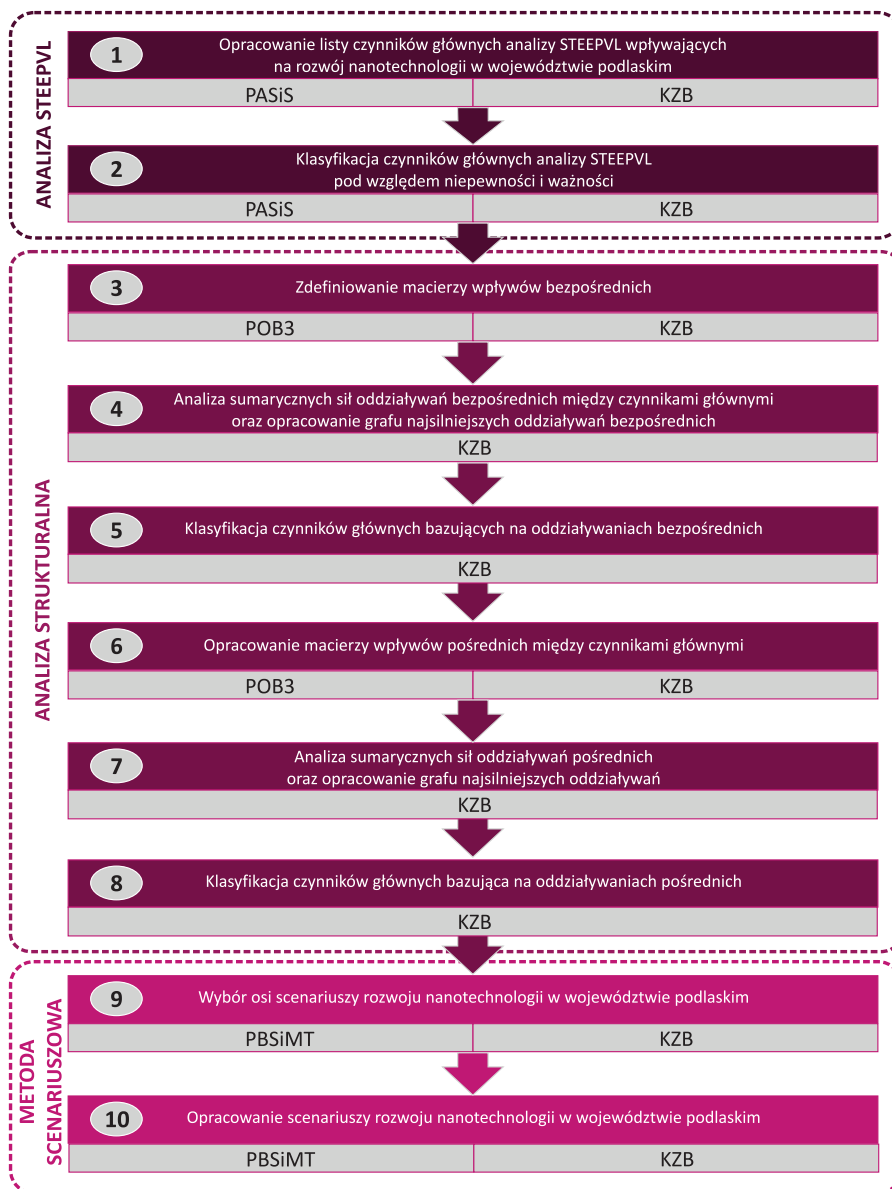 ANALIZA STEEPVL
1
Opracowanie listy czynników głównych analizy STEEPVL wpływających
na rozwój nanotechnologii w województwie podlaskim
PASiS KZB
2
Klasyfikacja czynników głównych analizy STEEPVL
pod względem niepewności i ważności
PASiS KZB
ANALIZA STRUKTURALNA
3
Zdefiniowanie macierzy wpływów bezpośrednich
POB3 KZB
4
Analiza sumarycznych sił oddziaływań bezpośrednich między czynnikami głównymi
oraz opracowanie grafu najsilniejszych oddziaływań bezpośrednich
KZB
5
Klasyfikacja czynników głównych bazujących na oddziaływaniach bezpośrednich
KZB
6
Opracowanie macierzy wpływów pośrednich między czynnikami głównymi
POB3 KZB
7
Analiza sumarycznych sił oddziaływań pośrednich
oraz opracowanie grafu najsilniejszych oddziaływań
KZB
8
Klasyfikacja czynników głównych bazująca na oddziaływaniach pośrednich
KZB
METODA
SCENARIUSZOWA
9
Wybór osi scenariuszy rozwoju nanotechnologii w województwie podlaskim
PBSiMT KZB
10
Opracowanie scenariuszy rozwoju nanotechnologii w województwie podlaskim
PBSiMT KZB